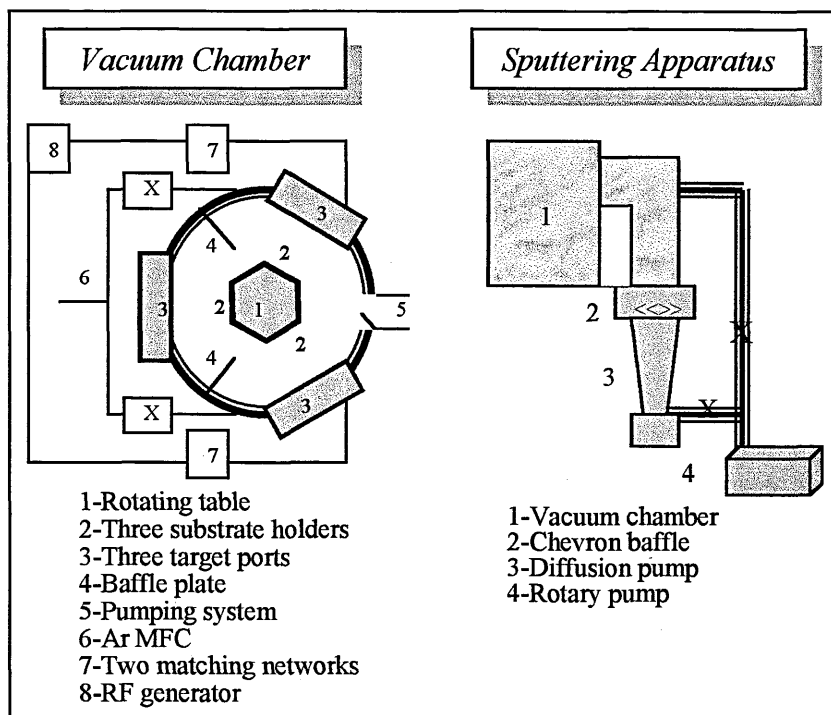 Vacuum Chamber
8
7
X
3
4
2
6
3
2
1
5
2
4
3
X
7
1-Rotating table
2-Three substrate holders
3-Three target ports
4-Baffle plate
5-Pumping system
6-Ar MFC
7-Two matching networks
8-RF generator
Sputtering Apparatus
1
2
<<>>
X
3
X
4
1-Vacuum chamber
2-Chevron baffle
3-Diffusion pump
4-Rotary pump